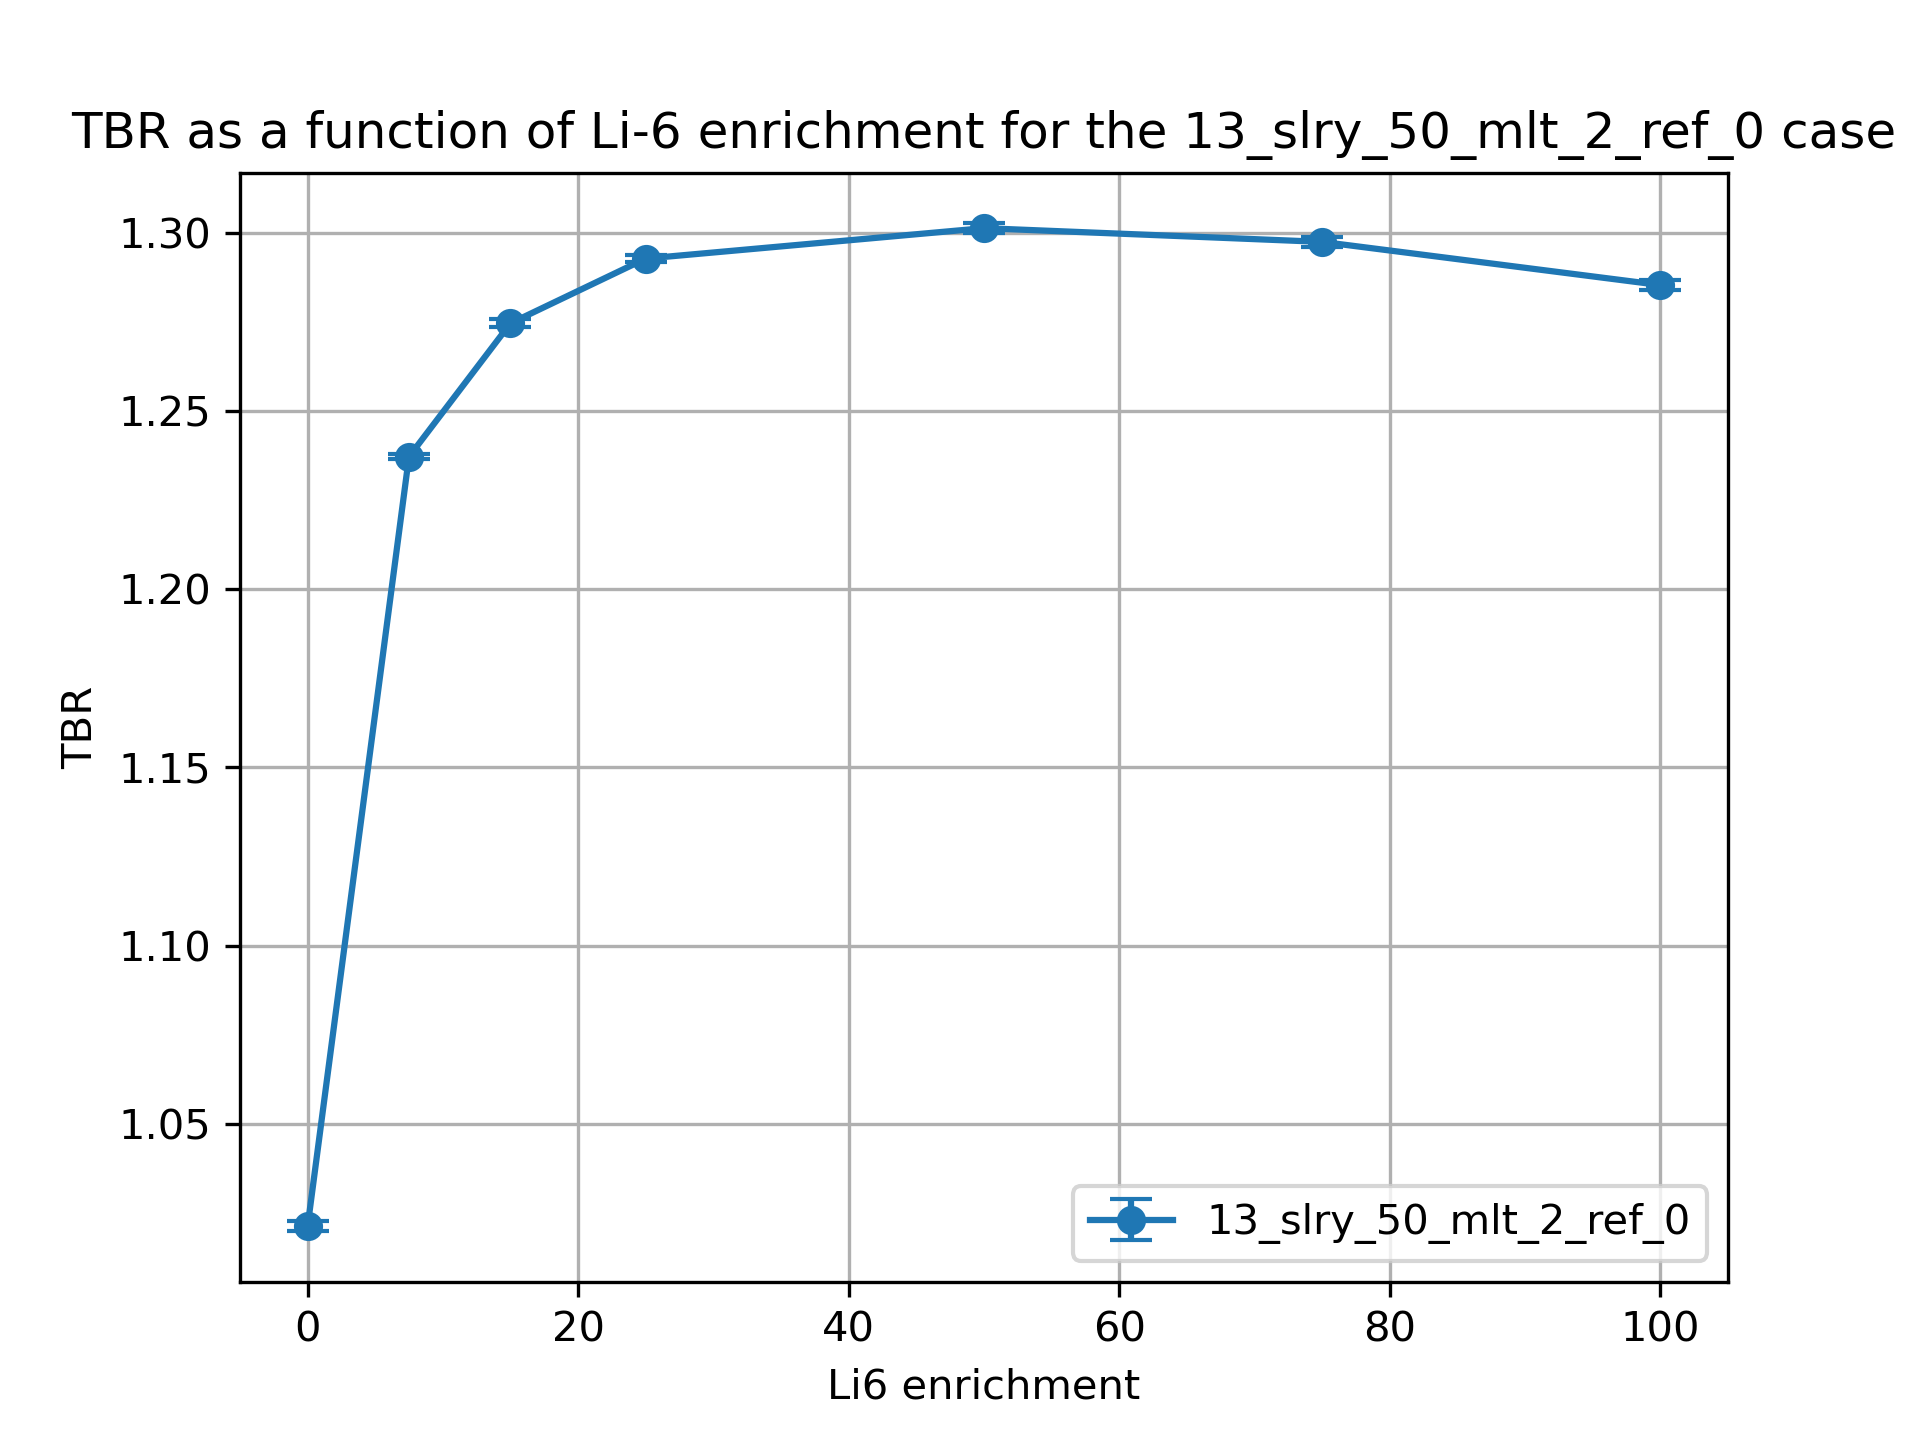 TBR as a function of Li-6 enrichment for the 13_slry_50_mlt_2_ref_0 case
1.30
1.25
1.20
1.15
1.10
1.05
TBR
0 20 40 60 80 100
Li6 enrichment
13_slry_50_mlt_2_ref_0